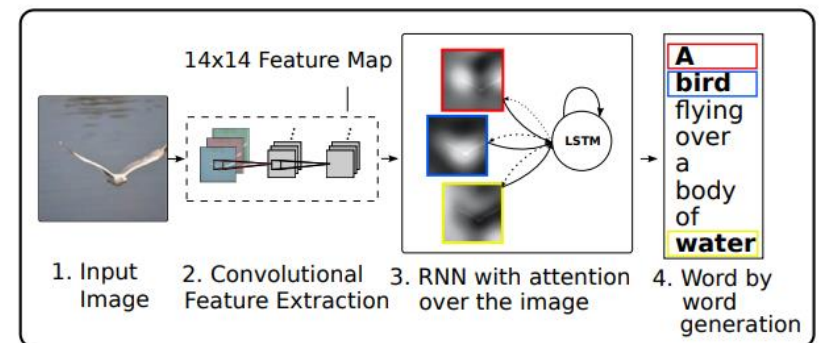 14x14 Feature Map
LSTM
A
bird
flying
over
a
body
of
water
1. Input
Image
2. Convolutional
Feature Extraction
3. RNN with attention
over the image
4. Word by
word
generation